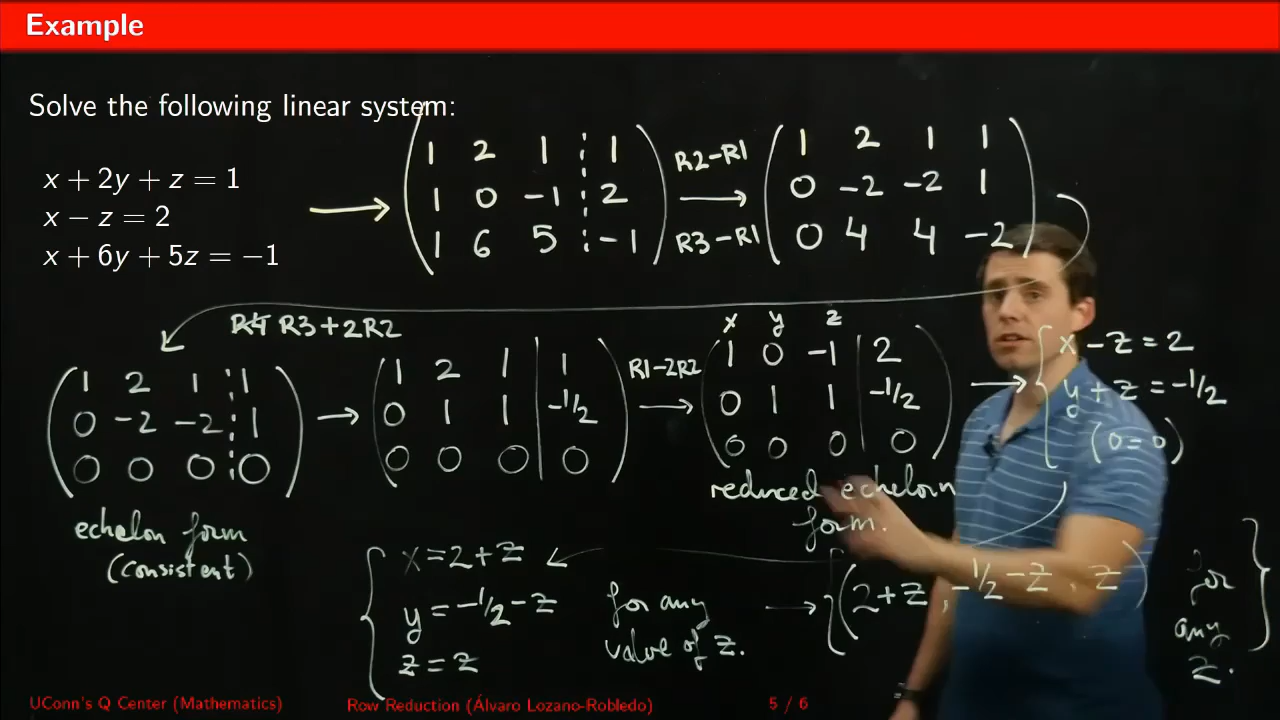 Example
Solve the following linear system:
x + 2y + z = 1
x − z = 2
x + 6y + 5z = −1
1 2 1 1
1 0 -1 2
1 6 5 -1
R2-R1
R3-R1
1 2 1 1
0 -2 -2 1
0 4 4 -2
R3+2R2
1 2 1 1
0 -2 -2 1
0 0 0 0
echelon form
(consistent)
1 2 1 1
0 1 1 -1/2
0 0 0 0
R1-2R2
x y z
1 0 -1 2
0 1 1 -1/2
0 0 0 0
reduced echelon
form.
x - z = 2
y + z = -1/2
(0=0)
x = 2+z
y = -1/2 - z
z = z
for any
value of z.
{(2+z, -1/2-z, z)
for
any
z.}
UConn's Q Center (Mathematics)
Row Reduction (Álvaro Lozano-Robledo)
5 / 6